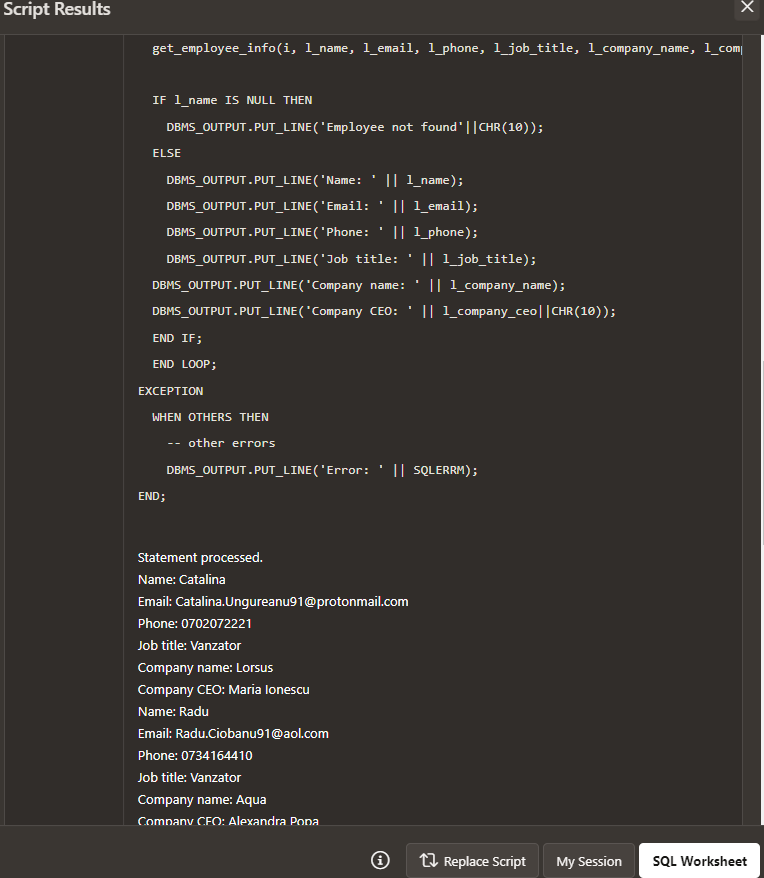 Script Results
get_employee_info(i, l_name, l_email, l_phone, l_job_title, l_company_name,
IF l_name IS NULL THEN
DBMS_OUTPUT.PUT_LINE('Employee not found'||CHR(10));
ELSE
DBMS_OUTPUT.PUT_LINE('Name: ' || l_name);
DBMS_OUTPUT.PUT_LINE('Email: ' || l_email);
DBMS_OUTPUT.PUT_LINE('Phone: ' || l_phone);
DBMS_OUTPUT.PUT_LINE('Job title: ' || l_job_title);
DBMS_OUTPUT.PUT_LINE('Company name: ' || l_company_name);
DBMS_OUTPUT.PUT_LINE('Company CEO: ' || l_company_ceo||CHR(10));
END IF;
END LOOP;
EXCEPTION
WHEN OTHERS THEN
-- other errors
DBMS_OUTPUT.PUT_LINE('Error: ' || SQLERRM);
END;
Statement processed.
Name: Catalina
Email: Catalina.Ungureanu91@protonmail.com
Phone: 0702072221
Job title: Vanzator
Company name: Lorsus
Company CEO: Maria Ionescu
Name: Radu
Email: Radu.Ciobanu91@aol.com
Phone: 0734164410
Job title: Vanzator
Company name: Aqua
Company CEO: Alexandra Popa
Replace Script
My Session
SQL Worksheet